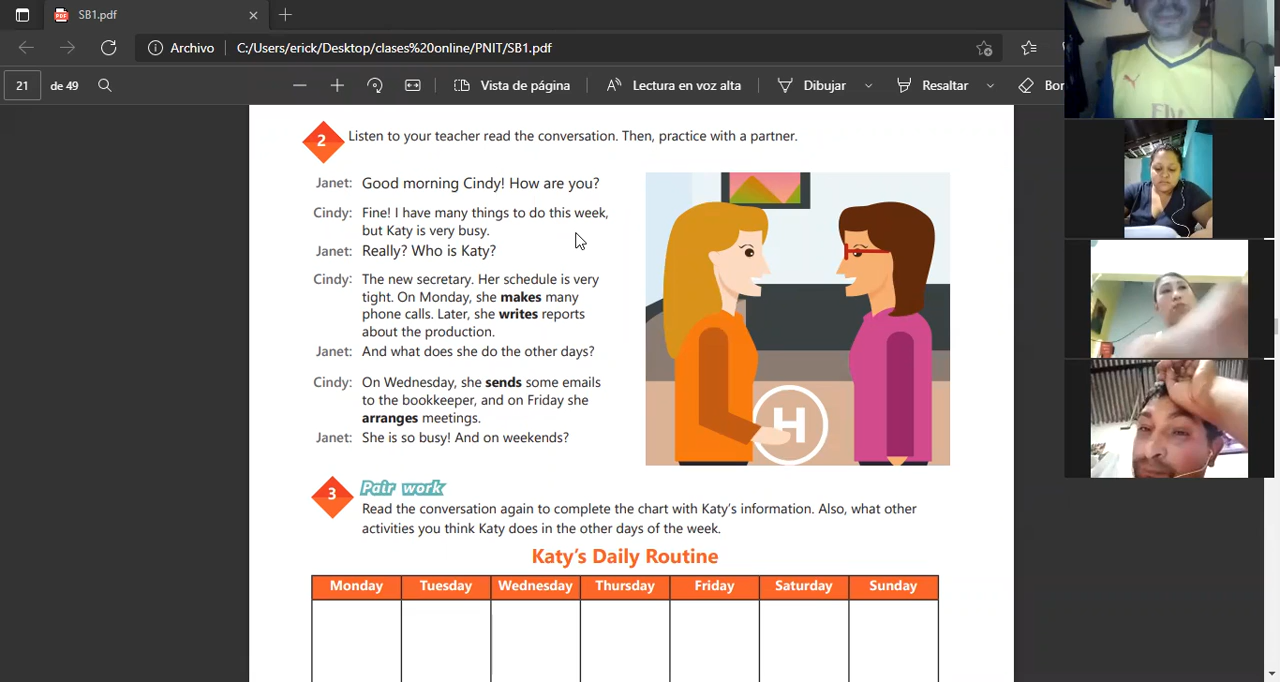 SB1.pdf
Archivo C:/Users/erick/Desktop/clases%20online/PNIT/SB1.pdf
21 de 49 Vista de página Lectura en voz alta Dibujar Resaltar Bor
2 Listen to your teacher read the conversation. Then, practice with a partner.
Janet: Good morning Cindy! How are you?
Cindy: Fine! I have many things to do this week,
but Katy is very busy.
Janet: Really? Who is Katy?
Cindy: The new secretary. Her schedule is very
tight. On Monday, she makes many
phone calls. Later, she writes reports
about the production.
Janet: And what does she do the other days?
Cindy: On Wednesday, she sends some emails
to the bookkeeper, and on Friday she
arranges meetings.
Janet: She is so busy! And on weekends?
H
3 Pair work
Read the conversation again to complete the chart with Katy's information. Also, what other
activities you think Katy does in the other days of the week.
Katy's Daily Routine
Monday Tuesday Wednesday Thursday Friday Saturday Sunday